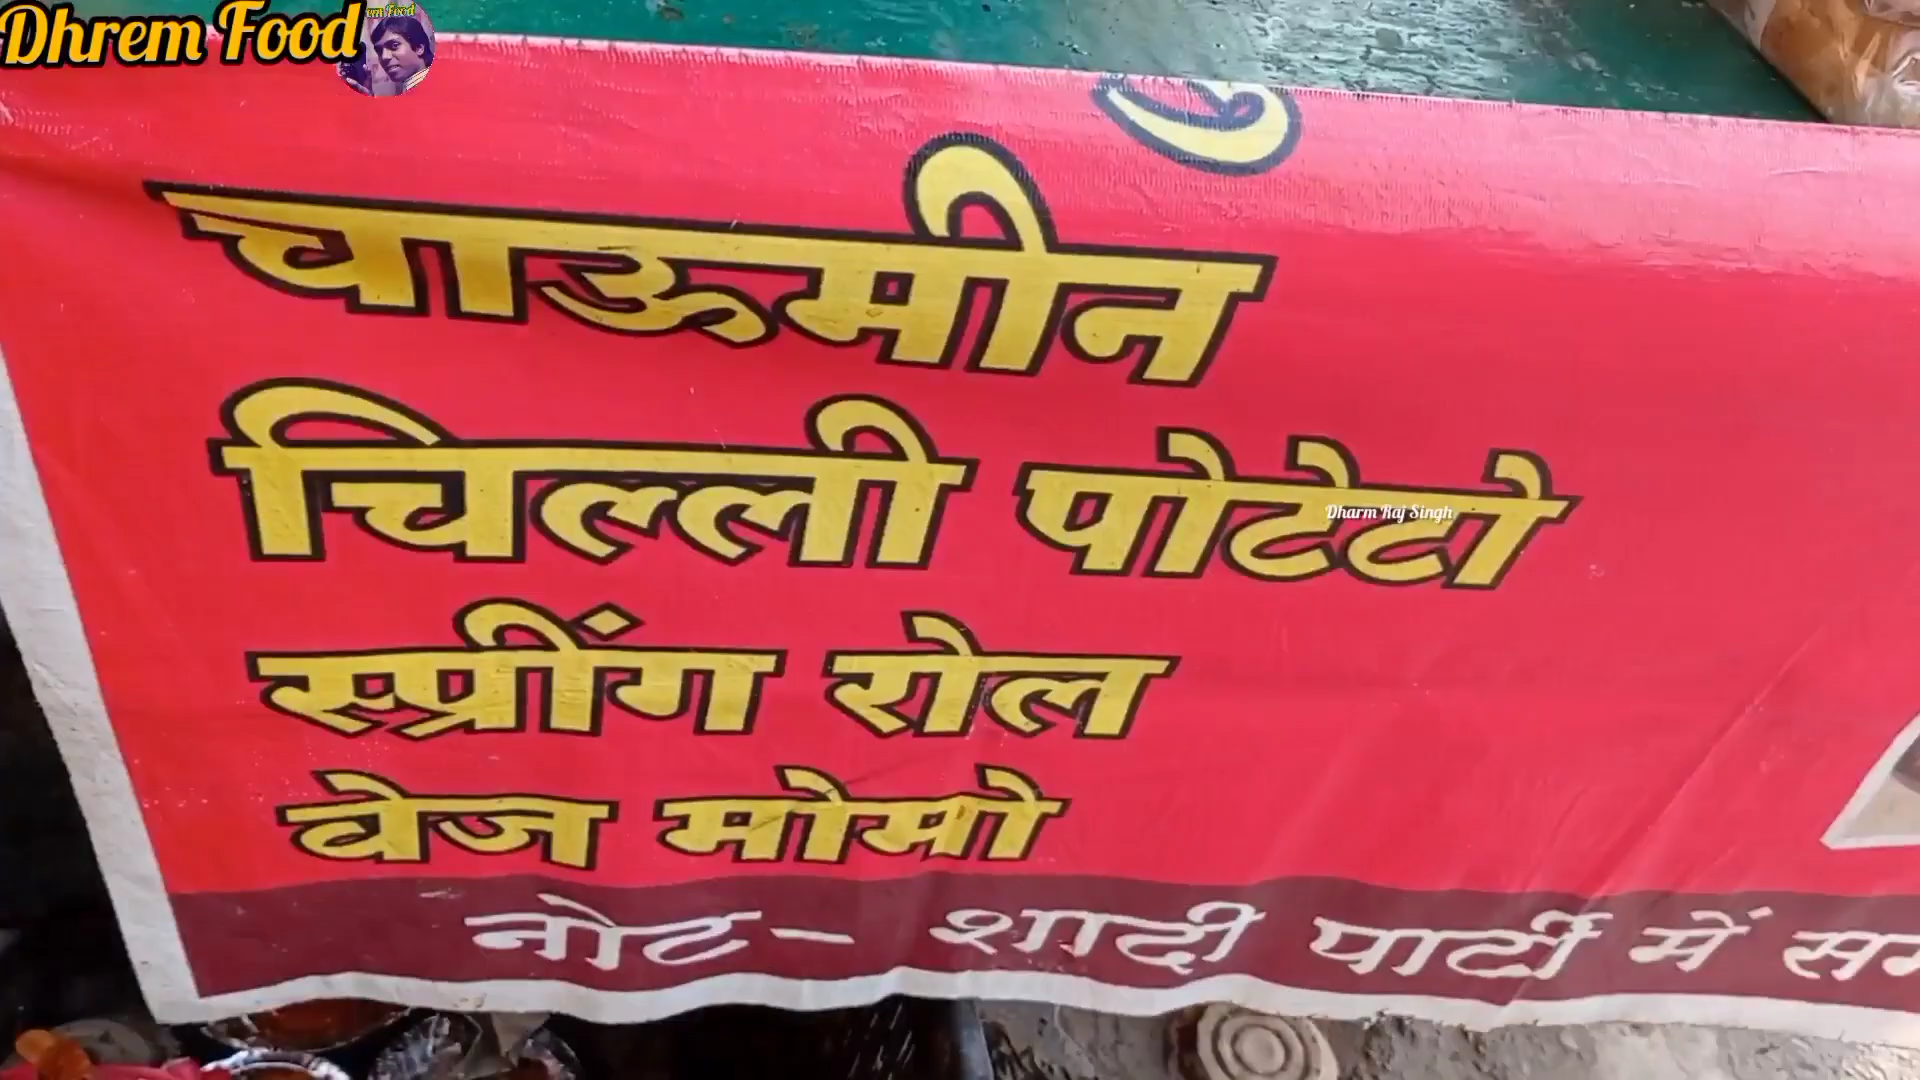 Dhrem Food
चाऊमीन
चिल्ली पोटेटो
Dharm Raj Singh
स्प्रींग रोल
वेज मोमो
नोट- शादी पार्टी में